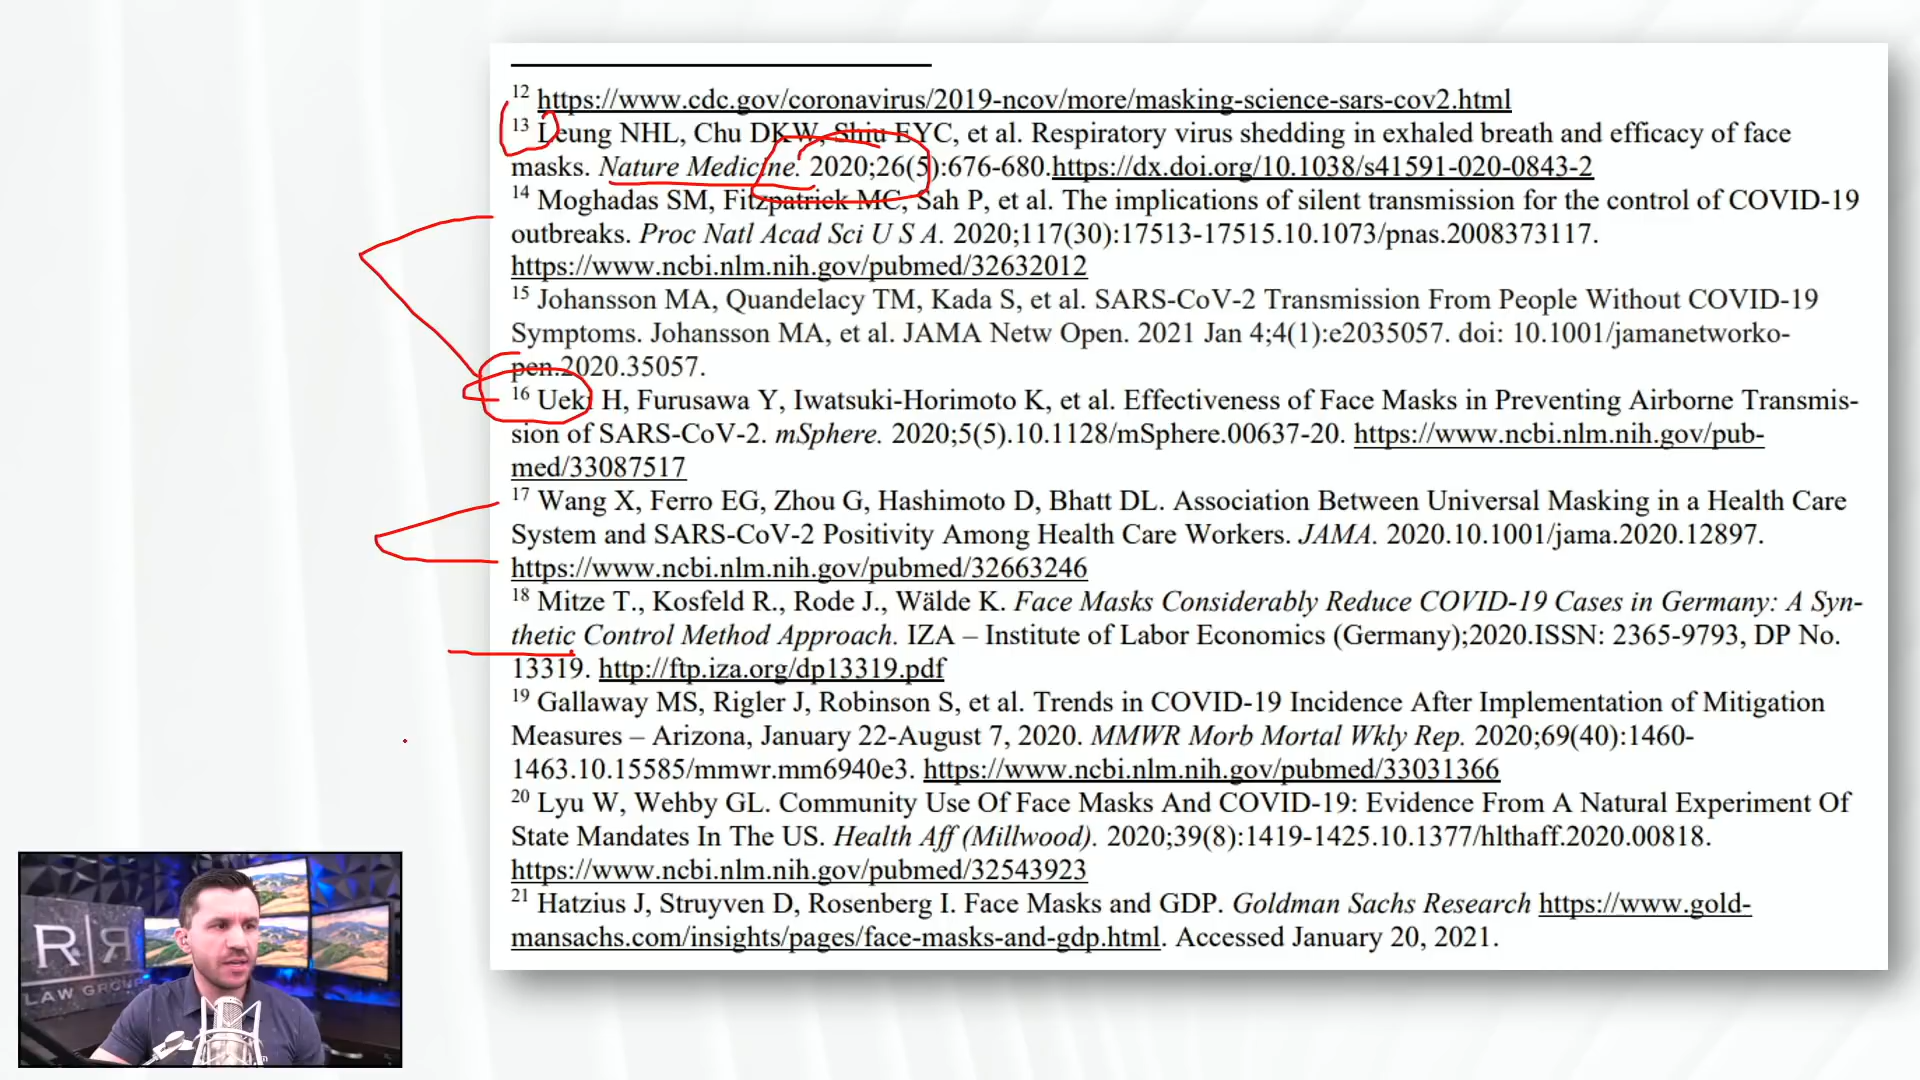 12 https://www.cdc.gov/coronavirus/2019-ncov/more/masking-science-sars-cov2.html
13 Leung NHL, Chu DKW, Shiu EYC, et al. Respiratory virus shedding in exhaled breath and efficacy of face
masks. Nature Medicine. 2020;26(5):676-680.https://dx.doi.org/10.1038/s41591-020-0843-2
14 Moghadas SM, Fitzpatrick MC, Sah P, et al. The implications of silent transmission for the control of COVID-19
outbreaks. Proc Natl Acad Sci U S A. 2020;117(30):17513-17515.10.1073/pnas.2008373117.
https://www.ncbi.nlm.nih.gov/pubmed/32632012
15 Johansson MA, Quandelacy TM, Kada S, et al. SARS-CoV-2 Transmission From People Without COVID-19
Symptoms. Johansson MA, et al. JAMA Netw Open. 2021 Jan 4;4(1):e2035057. doi: 10.1001/jamanetworko-
pen.2020.35057.
16 Ueki H, Furusawa Y, Iwatsuki-Horimoto K, et al. Effectiveness of Face Masks in Preventing Airborne Transmis-
sion of SARS-CoV-2. mSphere. 2020;5(5).10.1128/mSphere.00637-20. https://www.ncbi.nlm.nih.gov/pub-
med/33087517
17 Wang X, Ferro EG, Zhou G, Hashimoto D, Bhatt DL. Association Between Universal Masking in a Health Care
System and SARS-CoV-2 Positivity Among Health Care Workers. JAMA. 2020.10.1001/jama.2020.12897.
https://www.ncbi.nlm.nih.gov/pubmed/32663246
18 Mitze T., Kosfeld R., Rode J., Wälde K. Face Masks Considerably Reduce COVID-19 Cases in Germany: A Syn-
thetic Control Method Approach. IZA – Institute of Labor Economics (Germany);2020.ISSN: 2365-9793, DP No.
13319. http://ftp.iza.org/dp13319.pdf
19 Gallaway MS, Rigler J, Robinson S, et al. Trends in COVID-19 Incidence After Implementation of Mitigation
Measures – Arizona, January 22-August 7, 2020. MMWR Morb Mortal Wkly Rep. 2020;69(40):1460-
1463.10.15585/mmwr.mm6940e3. https://www.ncbi.nlm.nih.gov/pubmed/33031366
20 Lyu W, Wehby GL. Community Use Of Face Masks And COVID-19: Evidence From A Natural Experiment Of
State Mandates In The US. Health Aff (Millwood). 2020;39(8):1419-1425.10.1377/hlthaff.2020.00818.
https://www.ncbi.nlm.nih.gov/pubmed/32543923
21 Hatzius J, Struyven D, Rosenberg I. Face Masks and GDP. Goldman Sachs Research https://www.gold-
mansachs.com/insights/pages/face-masks-and-gdp.html. Accessed January 20, 2021.
R|R
LAW GROUP